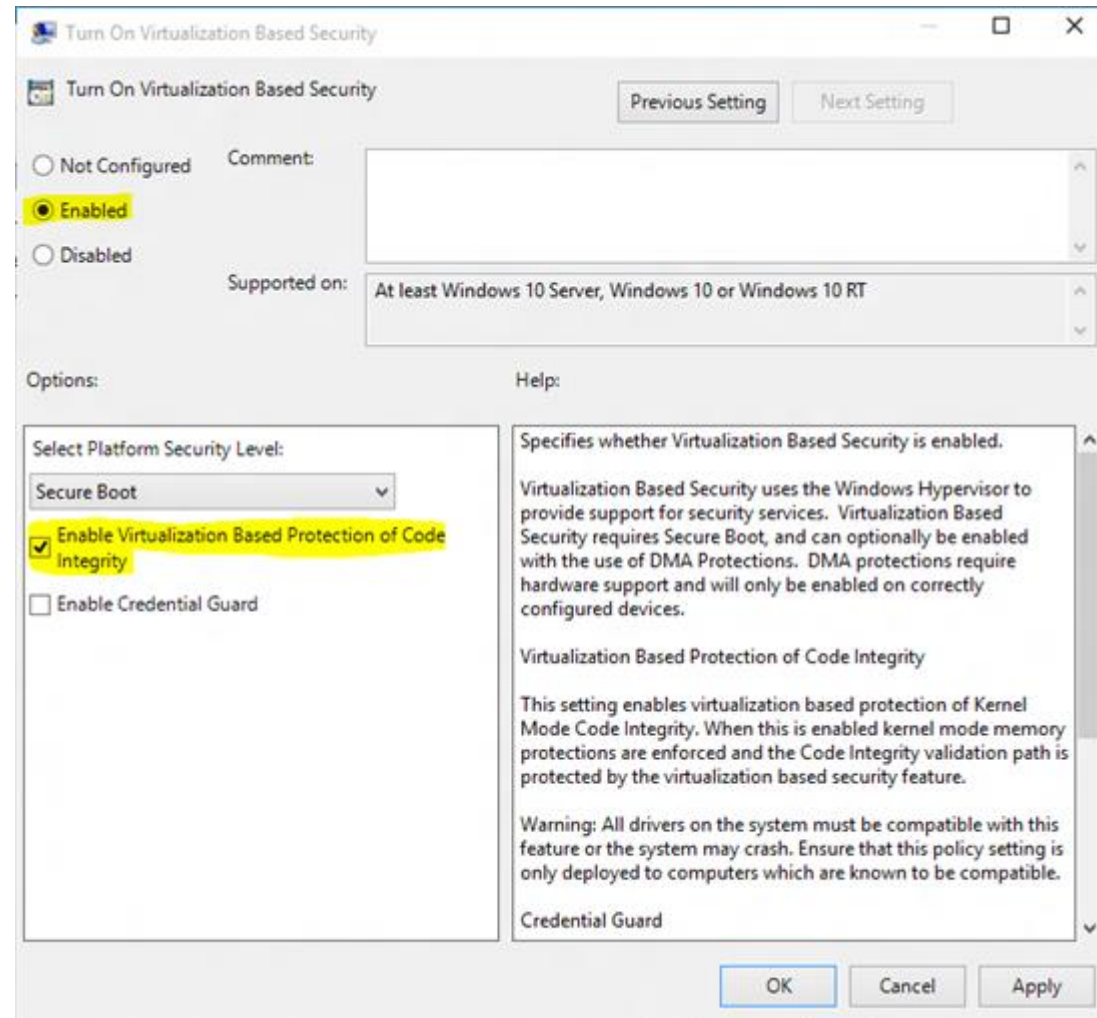 Turn On Virtualization Based Security
Turn On Virtualization Based Security
Previous Setting
Next Setting
Not Configured
Comment:
Enabled
Disabled
Supported on:
At least Windows 10 Server, Windows 10 or Windows 10 RT
Options:
Help:
Select Platform Security Level:
Secure Boot
Enable Virtualization Based Protection of Code
Integrity
Enable Credential Guard
Specifies whether Virtualization Based Security is enabled.
Virtualization Based Security uses the Windows Hypervisor to
provide support for security services. Virtualization Based
Security requires Secure Boot, and can optionally be enabled
with the use of DMA Protections. DMA protections require
hardware support and will only be enabled on correctly
configured devices.
Virtualization Based Protection of Code Integrity
This setting enables virtualization based protection of Kernel
Mode Code Integrity. When this is enabled kernel mode memory
protections are enforced and the Code Integrity validation path is
protected by the virtualization based security feature.
Warning: All drivers on the system must be compatible with this
feature or the system may crash. Ensure that this policy setting is
only deployed to computers which are known to be compatible.
Credential Guard
OK
Cancel
Apply